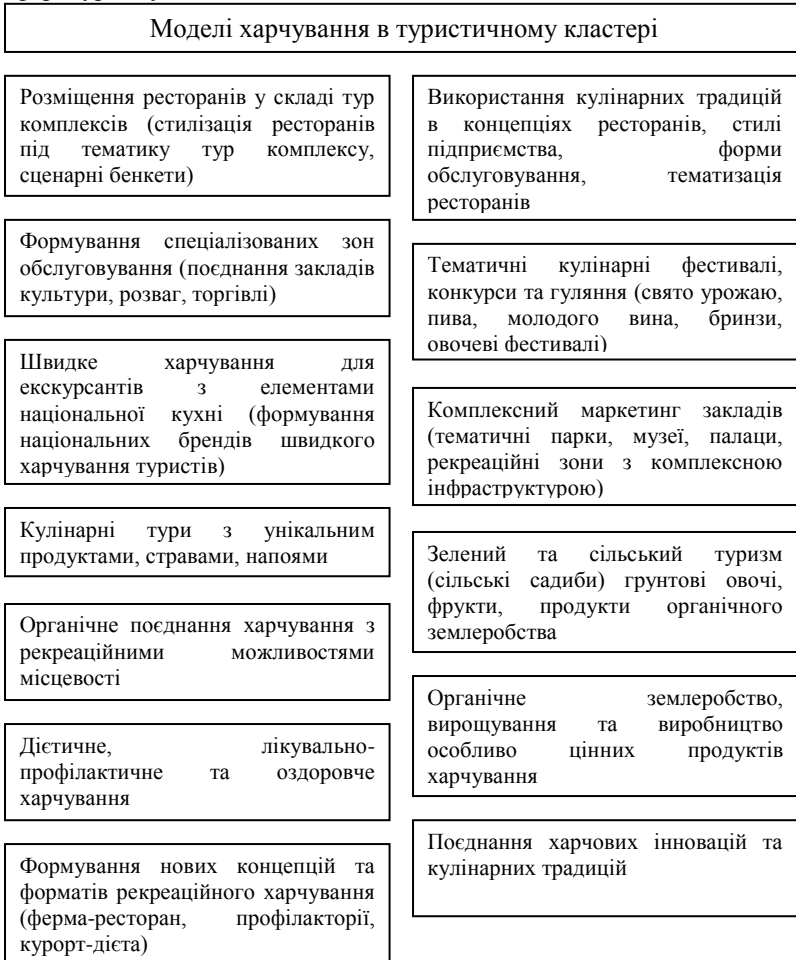 Моделі харчування в туристичному кластері
Розміщення ресторанів у складі тур
комплексів (стилізація ресторанів
під тематику тур комплексу,
сценарні бенкети)
Формування спеціалізованих зон
обслуговування (поєднання закладів
культури, розваг, торгівлі)
Швидке харчування для
екскурсантів з елементами
національної кухні (формування
національних брендів швидкого
харчування туристів)
Кулінарні тури з унікальним
продуктами, стравами, напоями
Органічне поєднання харчування з
рекреаційними можливостями
місцевості
Дієтичне, лікувально-
профілактичне та оздоровче
харчування
Формування нових концепцій та
форматів рекреаційного харчування
(ферма-ресторан, профілакторії,
курорт-дієта)
Використання кулінарних традицій
в концепціях ресторанів, стилі
підприємства, форми
обслуговування, тематизація
ресторанів
Тематичні кулінарні фестивалі,
конкурси та гуляння (свято урожаю,
пива, молодого вина, бринзи,
овочеві фестивалі)
Комплексний маркетинг закладів
(тематичні парки, музеї, палаци,
рекреаційні зони з комплексною
інфраструктурою)
Зелений та сільський туризм
(сільські садиби) грунтові овочі,
фрукти, продукти органічного
землеробства
Органічне землеробство,
вирощування та виробництво
особливо цінних продуктів
харчування
Поєднання харчових інновацій та
кулінарних традицій